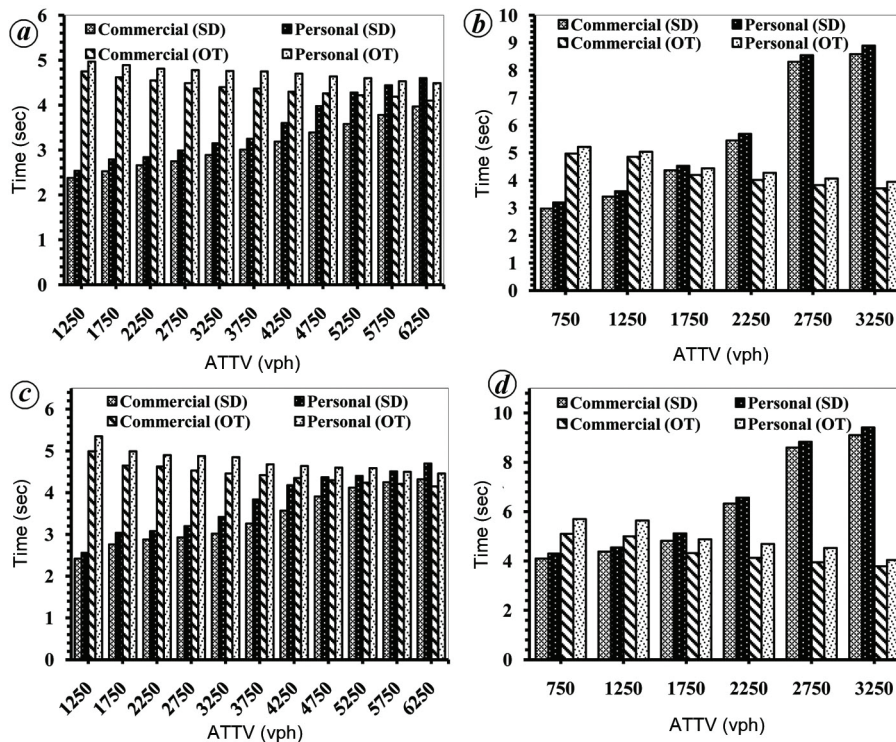 a
Commercial (SD) Personal (SD)
Commercial (OT) Personal (OT)
Time (sec)
6
5
4
3
2
1
0
1250 1750 2250 2750 3250 3750 4250 4750 5250 5750 6250
ATTV (vph)
b
Commercial (SD) Personal (SD)
Commercial (OT) Personal (OT)
Time (sec)
10
9
8
7
6
5
4
3
2
1
0
750 1250 1750 2250 2750 3250
ATTV (vph)
c
Commercial (SD) Personal (SD)
Commercial (OT) Personal (OT)
Time (sec)
6
5
4
3
2
1
0
1250 1750 2250 2750 3250 3750 4250 4750 5250 5750 6250
ATTV (vph)
d
Commercial (SD) Personal (SD)
Commercial (OT) Personal (OT)
Time (sec)
10
8
6
4
2
0
750 1250 1750 2250 2750 3250
ATTV (vph)